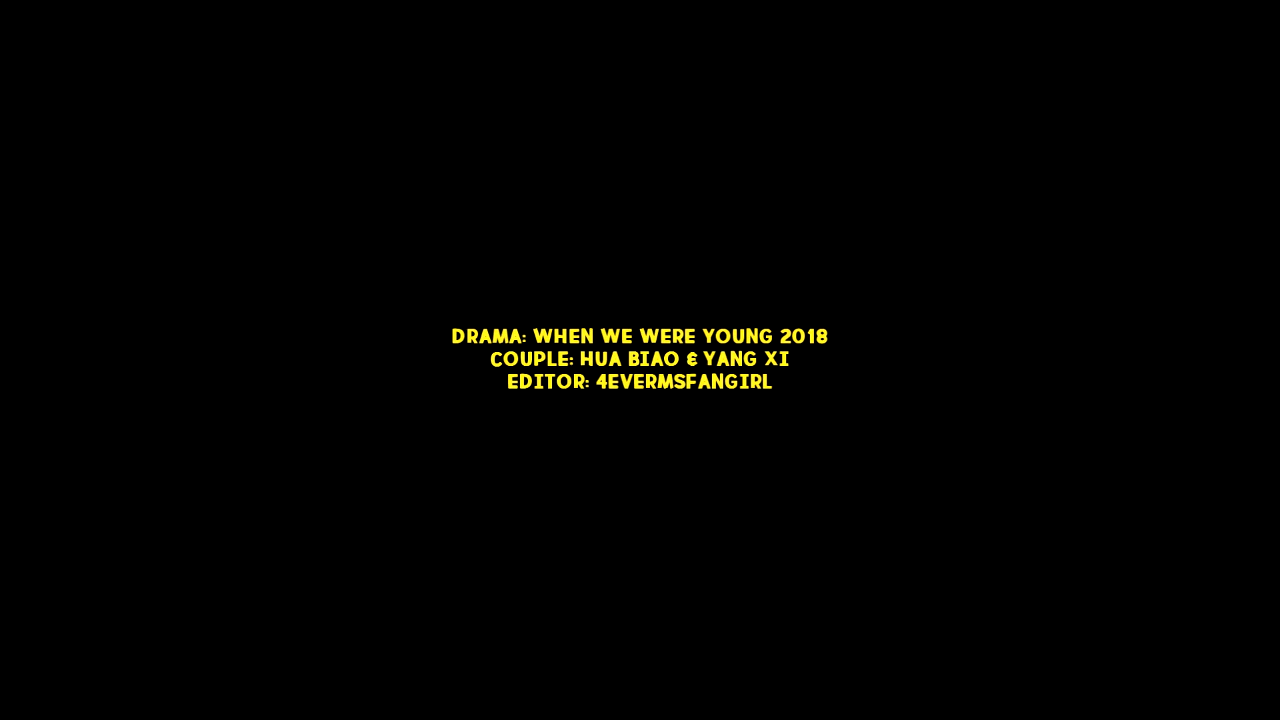 DRAMA: WHEN WE WERE YOUNG 2018
COUPLE: HUA BIAO & YANG XI
EDITOR: 4EVERMSFANGIRL